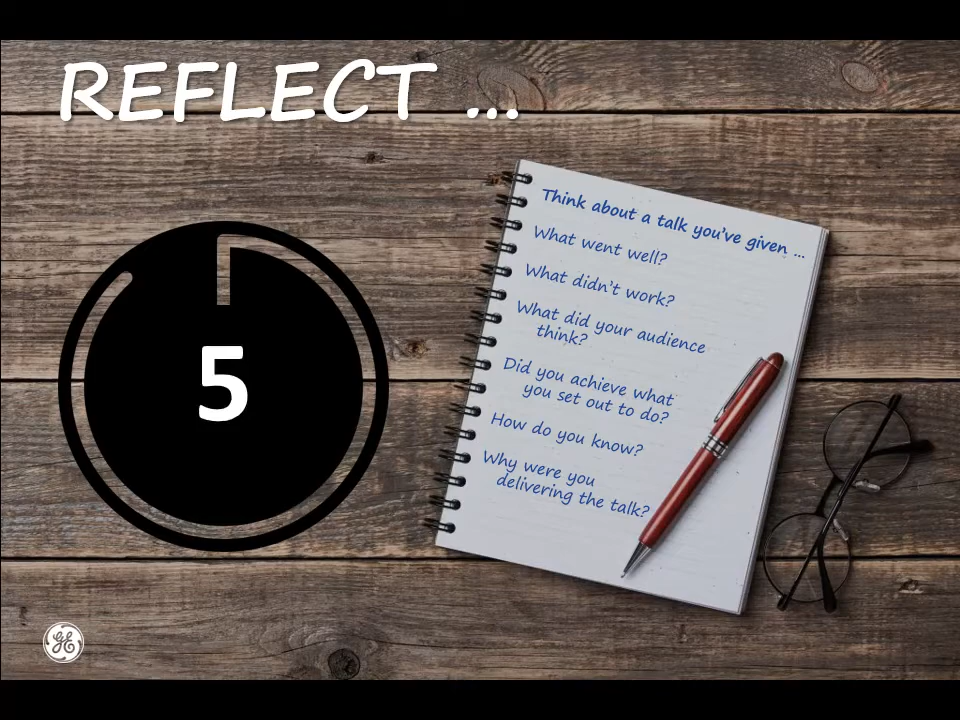 REFLECT ...
5
Think about a talk you've given ...
What went well?
What didn't work?
What did your audience
think?
Did you achieve what
you set out to do?
How do you know?
Why were you
delivering the talk?
GE